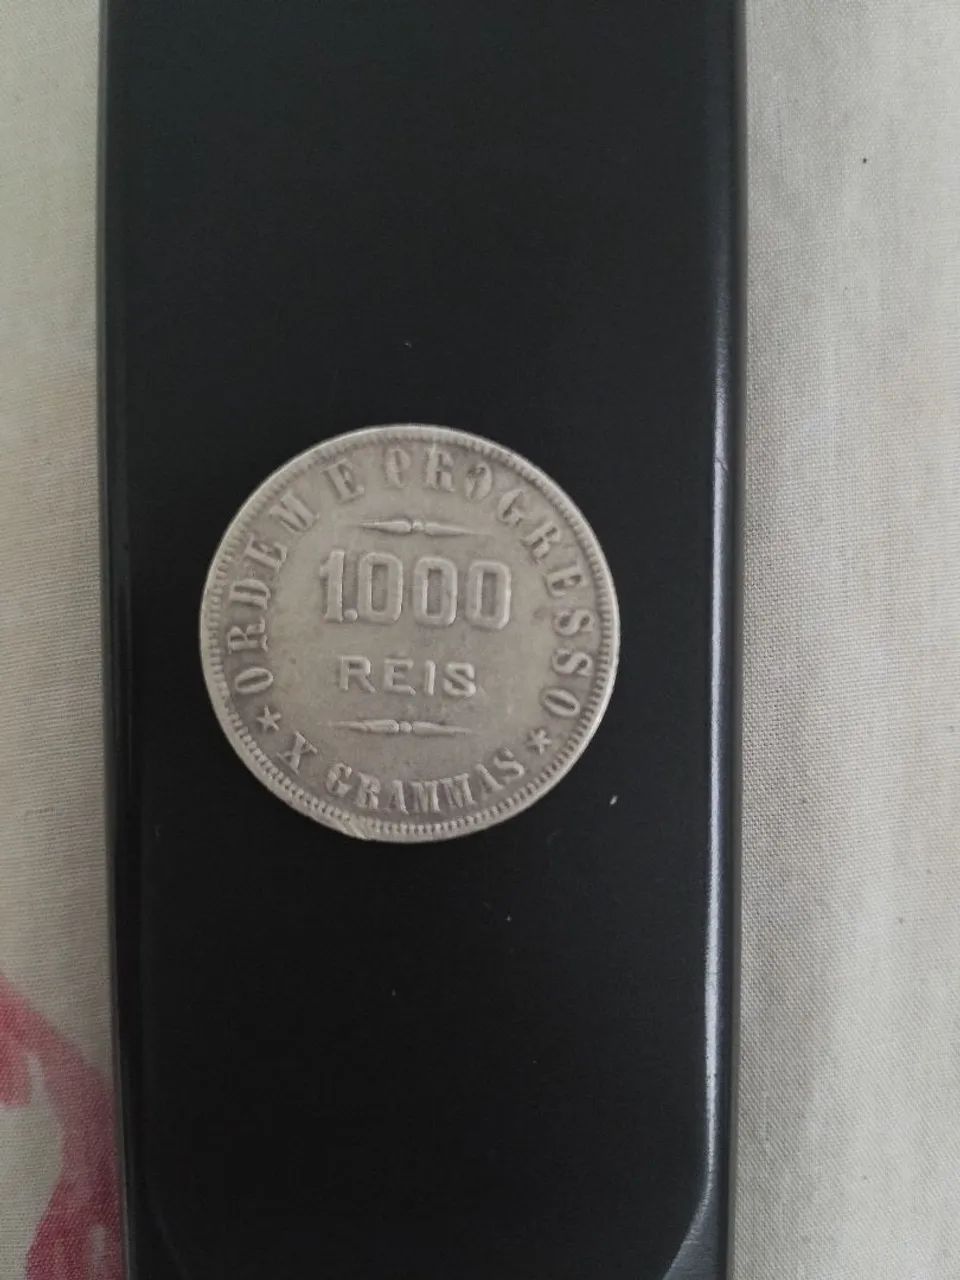 ORDEM E PROGRESSO
1.000
REIS
★ X GRAMMAS ★